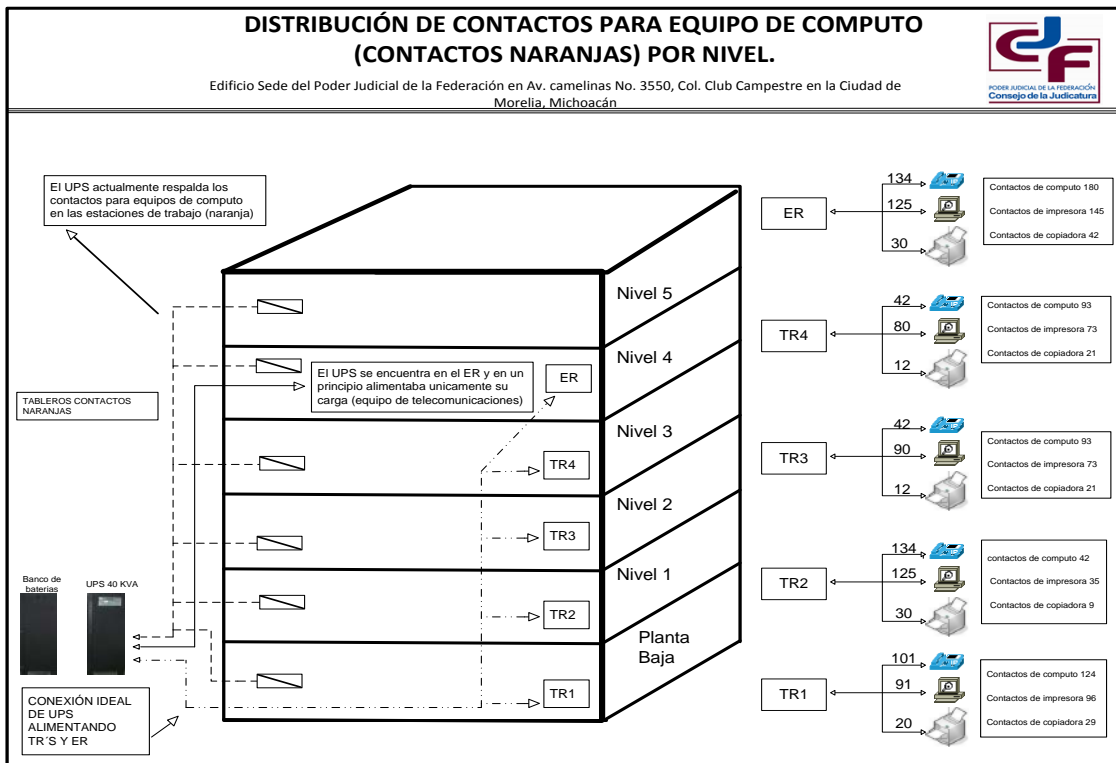 DISTRIBUCIÓN DE CONTACTOS PARA EQUIPO DE COMPUTO
(CONTACTOS NARANJAS) POR NIVEL.
Edificio Sede del Poder Judicial de la Federación en Av. camelinas No. 3550, Col. Club Campestre en la Ciudad de
Morelia, Michoacán
CJF
PODER JUDICIAL DE LA FEDERACIÓN
Consejo de la Judicatura
El UPS actualmente respalda los
contactos para equipos de computo
en las estaciones de trabajo (naranja)
TABLEROS CONTACTOS
NARANJAS
Banco de
baterias
UPS 40 KVA
CONEXIÓN IDEAL
DE UPS
ALIMENTANDO
TR´S Y ER
Nivel 5
Nivel 4
El UPS se encuentra en el ER y en un
principio alimentaba unicamente su
carga (equipo de telecomunicaciones)
ER
Nivel 3
TR4
Nivel 2
TR3
Nivel 1
TR2
Planta
Baja
TR1
ER
134
125
30
Contactos de computo 180
Contactos de impresora 145
Contactos de copiadora 42
TR4
42
80
12
Contactos de computo 93
Contactos de impresora 73
Contactos de copiadora 21
TR3
42
90
12
Contactos de computo 93
Contactos de impresora 73
Contactos de copiadora 21
TR2
134
125
30
contactos de computo 42
Contactos de impresora 35
Contactos de copiadora 9
TR1
101
91
20
Contactos de computo 124
Contactos de impresora 96
Contactos de copiadora 29